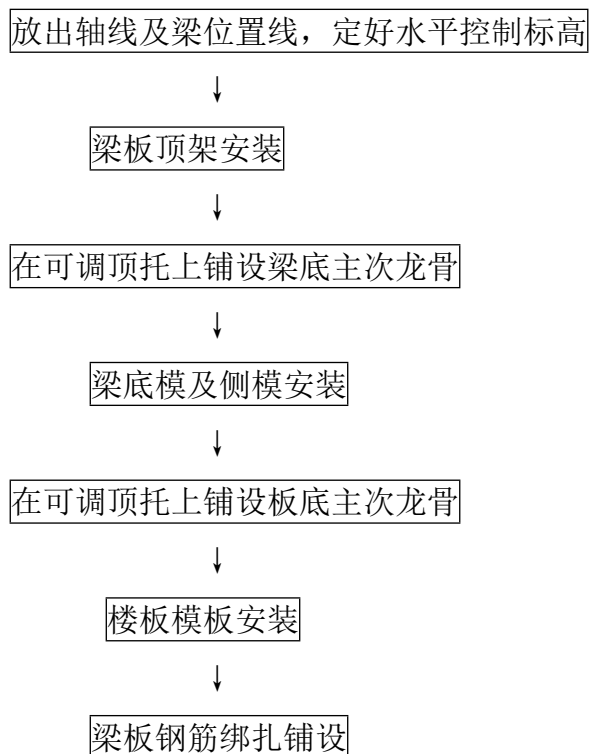 放出轴线及梁位置线，定好水平控制标高
↓
梁板顶架安装
↓
在可调顶托上铺设梁底主次龙骨
↓
梁底模及侧模安装
↓
在可调顶托上铺设板底主次龙骨
↓
楼板模板安装
↓
梁板钢筋绑扎铺设